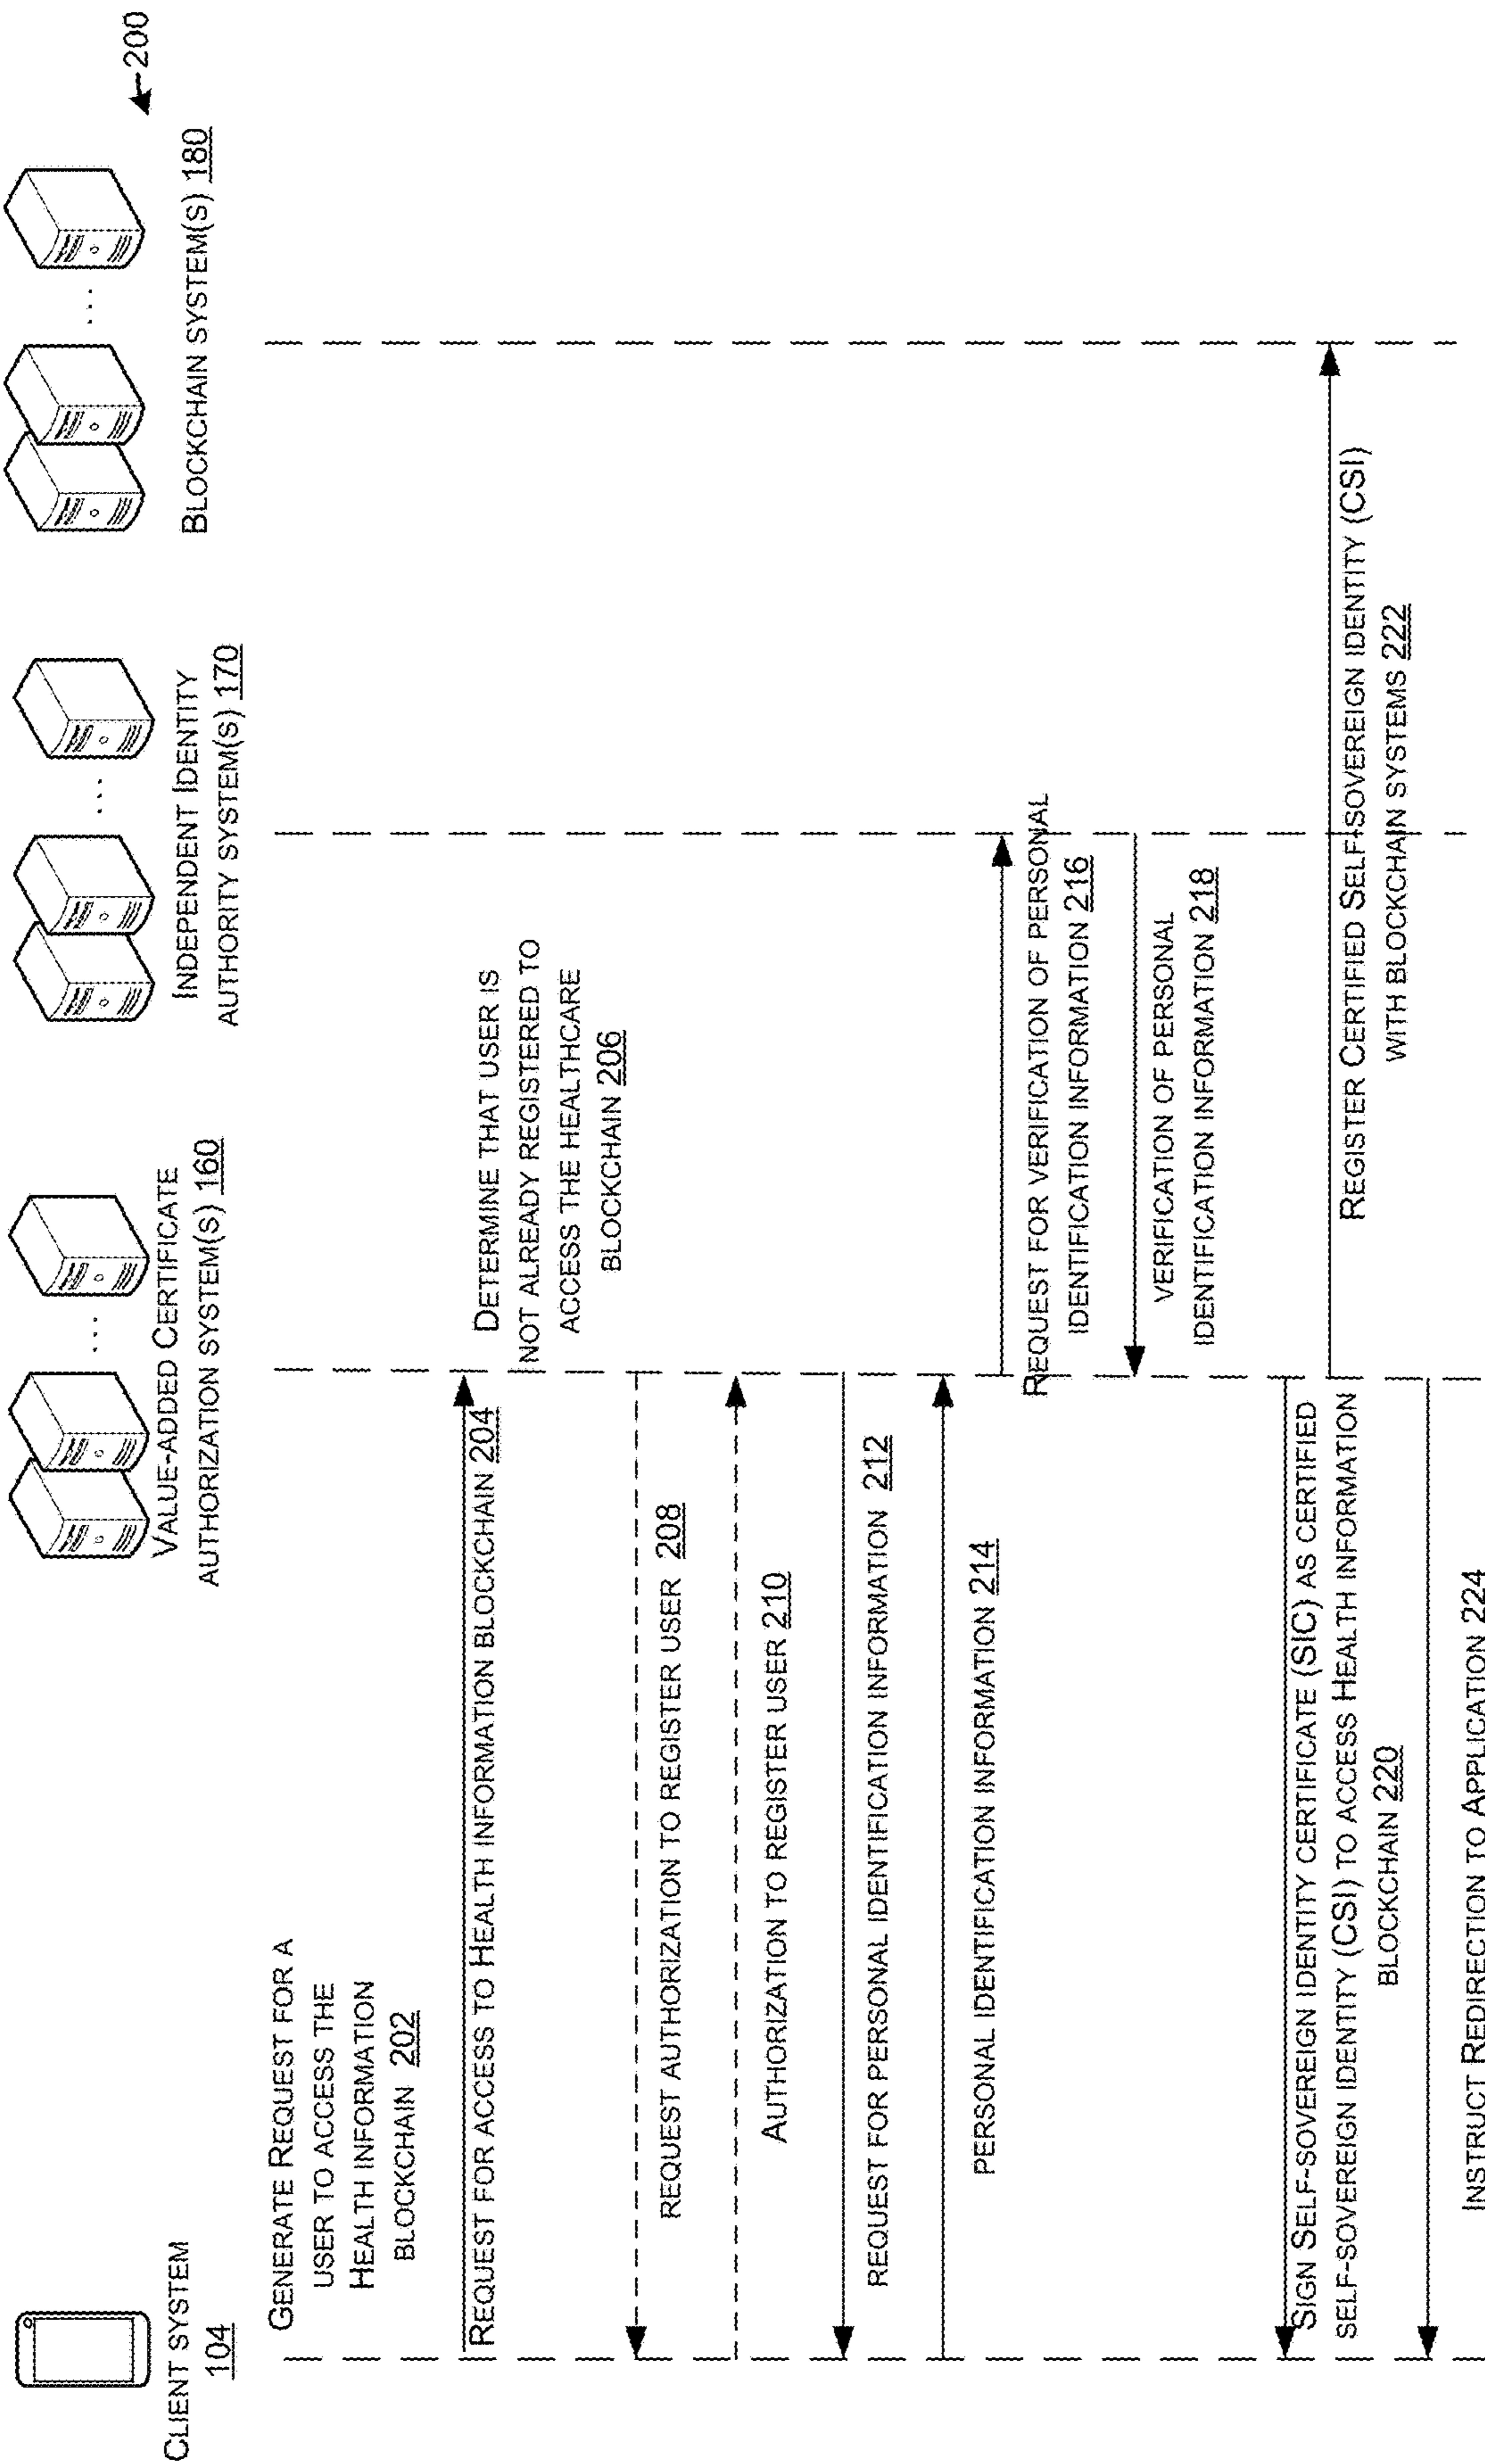 200
CLIENT SYSTEM
104
VALUE-ADDED CERTIFICATE
AUTHORIZATION SYSTEM(S) 160
INDEPENDENT IDENTITY
AUTHORITY SYSTEM(S) 170
BLOCKCHAIN SYSTEM(S) 180
GENERATE REQUEST FOR A
USER TO ACCESS THE
HEALTH INFORMATION
BLOCKCHAIN 202
REQUEST FOR ACCESS TO HEALTH INFORMATION BLOCKCHAIN 204
DETERMINE THAT USER IS
NOT ALREADY REGISTERED TO
ACCESS THE HEALTHCARE
BLOCKCHAIN 206
REQUEST AUTHORIZATION TO REGISTER USER 208
AUTHORIZATION TO REGISTER USER 210
REQUEST FOR PERSONAL IDENTIFICATION INFORMATION 212
PERSONAL IDENTIFICATION INFORMATION 214
REQUEST FOR VERIFICATION OF PERSONAL
IDENTIFICATION INFORMATION 216
VERIFICATION OF PERSONAL
IDENTIFICATION INFORMATION 218
SIGN SELF-SOVEREIGN IDENTITY CERTIFICATE (SIC) AS CERTIFIED
SELF-SOVEREIGN IDENTITY (CSI) TO ACCESS HEALTH INFORMATION
BLOCKCHAIN 220
REGISTER CERTIFIED SELF-SOVEREIGN IDENTITY (CSI)
WITH BLOCKCHAIN SYSTEMS 222
INSTRUCT REDIRECTION TO APPLICATION 224